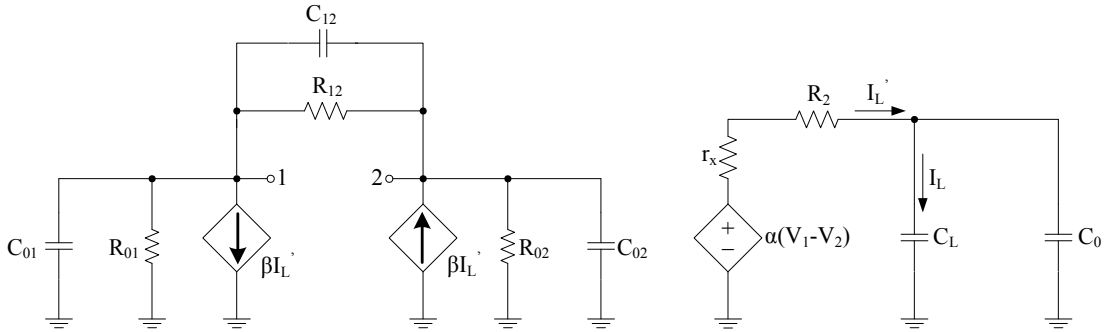 C12
R12
R2
IL'
rx
1
2
IL
C01
R01
βIL'
βIL'
R02
C02
+
−
α(V1-V2)
CL
C0